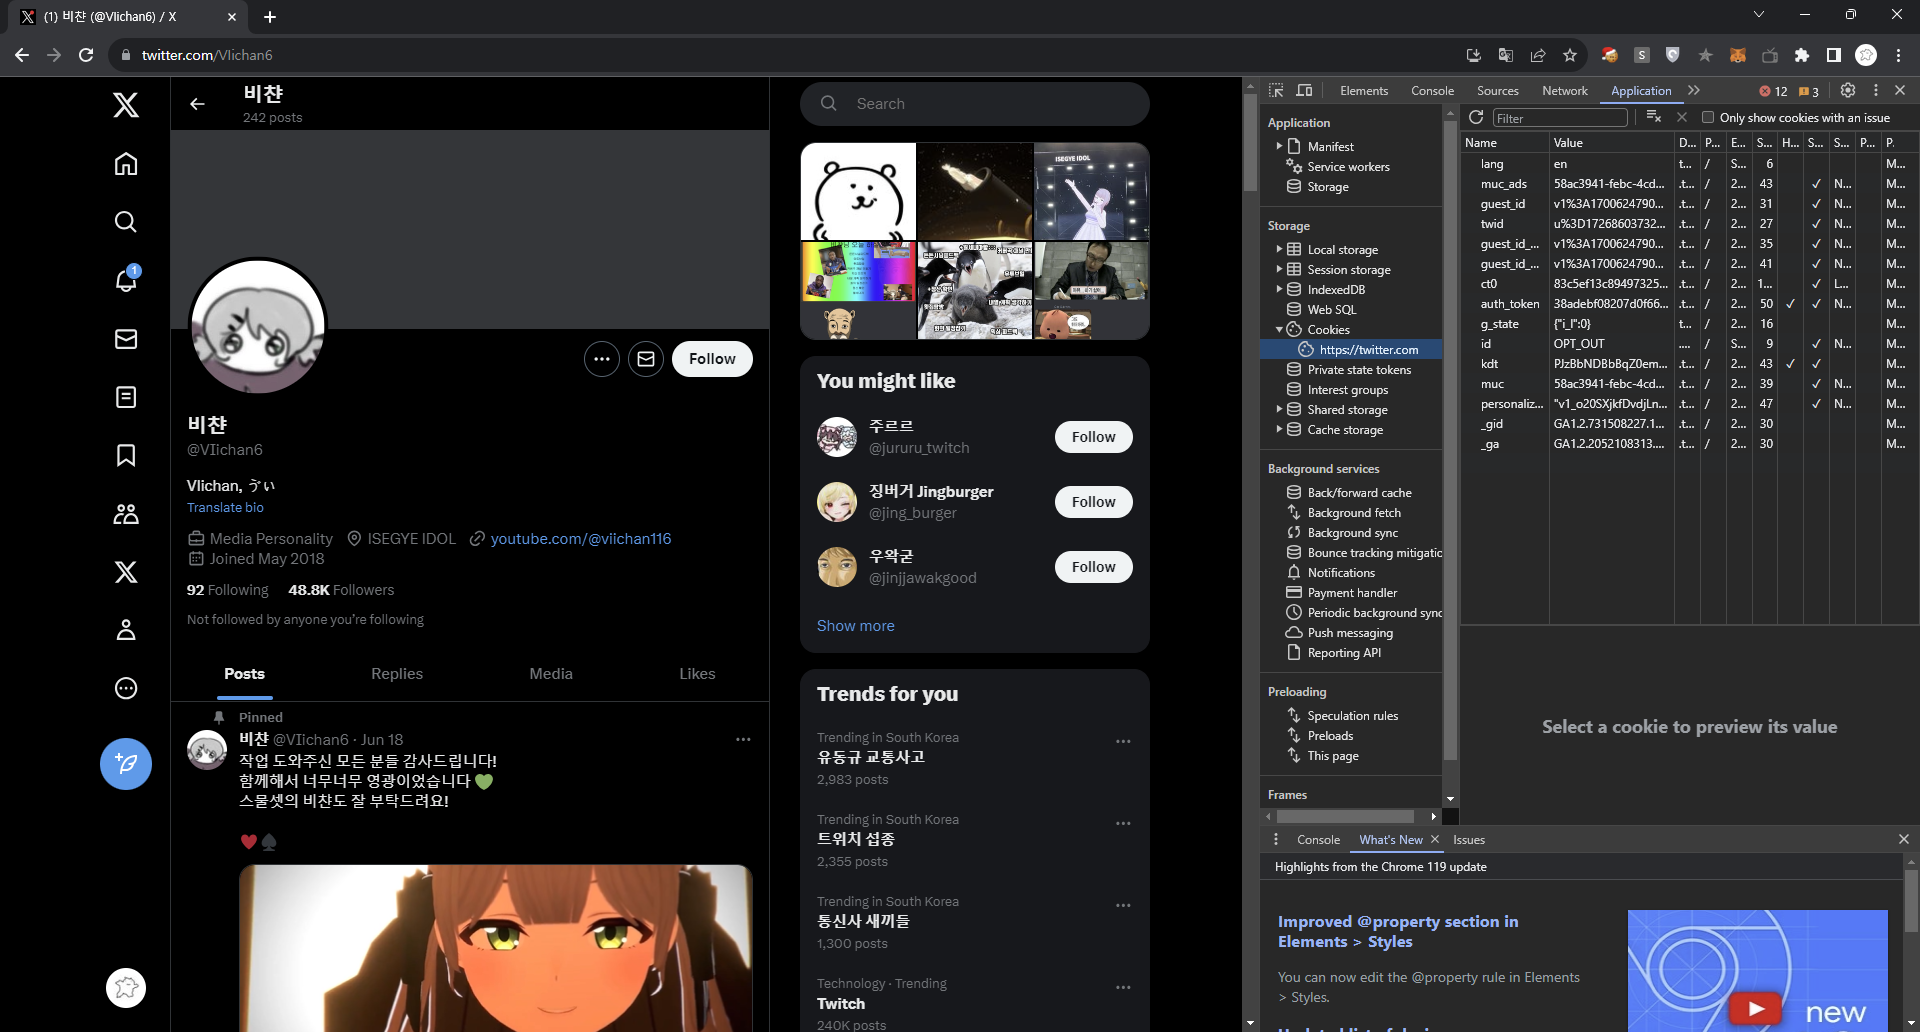 (1) 비챤 (@VIichan6) / X
twitter.com/VIichan6
비챤
242 posts
1
Follow
비챤
@VIichan6
VIichan, ゔぃ
Translate bio
Media Personality ISEGYE IDOL youtube.com/@viichan116
Joined May 2018
92 Following 48.8K Followers
Not followed by anyone you're following
Posts Replies Media Likes
Pinned
비챤 @VIichan6 · Jun 18
작업 도와주신 모든 분들 감사드립니다!
함께해서 너무너무 영광이었습니다 💚
스물셋의 비챤도 잘 부탁드려요!
♥️♠️
Search
ISEGYE IDOL
You might like
주르르
@jururu_twitch
Follow
징버거 Jingburger
@jing_burger
Follow
우왁굳
@jinjjawakgood
Follow
Show more
Trends for you
Trending in South Korea
유동규 교통사고
2,983 posts
Trending in South Korea
트위치 섭종
2,355 posts
Trending in South Korea
통신사 새끼들
1,300 posts
Technology · Trending
Twitch
240K posts
Elements Console Sources Network Application 12 3
Application
Manifest
Service workers
Storage
Storage
Local storage
Session storage
IndexedDB
Web SQL
Cookies
https://twitter.com
Private state tokens
Interest groups
Shared storage
Cache storage
Background services
Back/forward cache
Background fetch
Background sync
Bounce tracking mitigatio
Notifications
Payment handler
Periodic background sync
Push messaging
Reporting API
Preloading
Speculation rules
Preloads
This page
Frames
Filter Only show cookies with an issue
Name Value D... P... E... S... H... S... S... P... P.
lang en t... / S... 6 M...
muc_ads 58ac3941-febc-4cd... .t... / 2... 43 ✓ N... M...
guest_id v1%3A1700624790... .t... / 2... 31 ✓ N... M...
twid u%3D17268603732... .t... / 2... 27 ✓ N... M...
guest_id_... v1%3A1700624790... .t... / 2... 35 ✓ N... M...
guest_id_... v1%3A1700624790... .t... / 2... 41 ✓ N... M...
ct0 83c5ef13c89497325... .t... / 2... 1... ✓ L... M...
auth_token 38adebf08207d0f66... .t... / 2... 50 ✓ ✓ N... M...
g_state {"i_l":0} t... / 2... 16 M...
id OPT_OUT .... / S... 9 ✓ N... M...
kdt PJzBbNDBbBqZ0em... .t... / 2... 43 ✓ ✓ M...
muc 58ac3941-febc-4cd... .t... / 2... 39 ✓ N... M...
personaliz... "v1_o20SXjkfDvdjLn... .t... / 2... 47 ✓ N... M...
_gid GA1.2.731508227.1... .t... / 2... 30 M...
_ga GA1.2.2052108313.... .t... / 2... 30 M...
Select a cookie to preview its value
Console What's New Issues
Highlights from the Chrome 119 update
Improved @property section in
Elements > Styles
You can now edit the @property rule in Elements
> Styles.
new